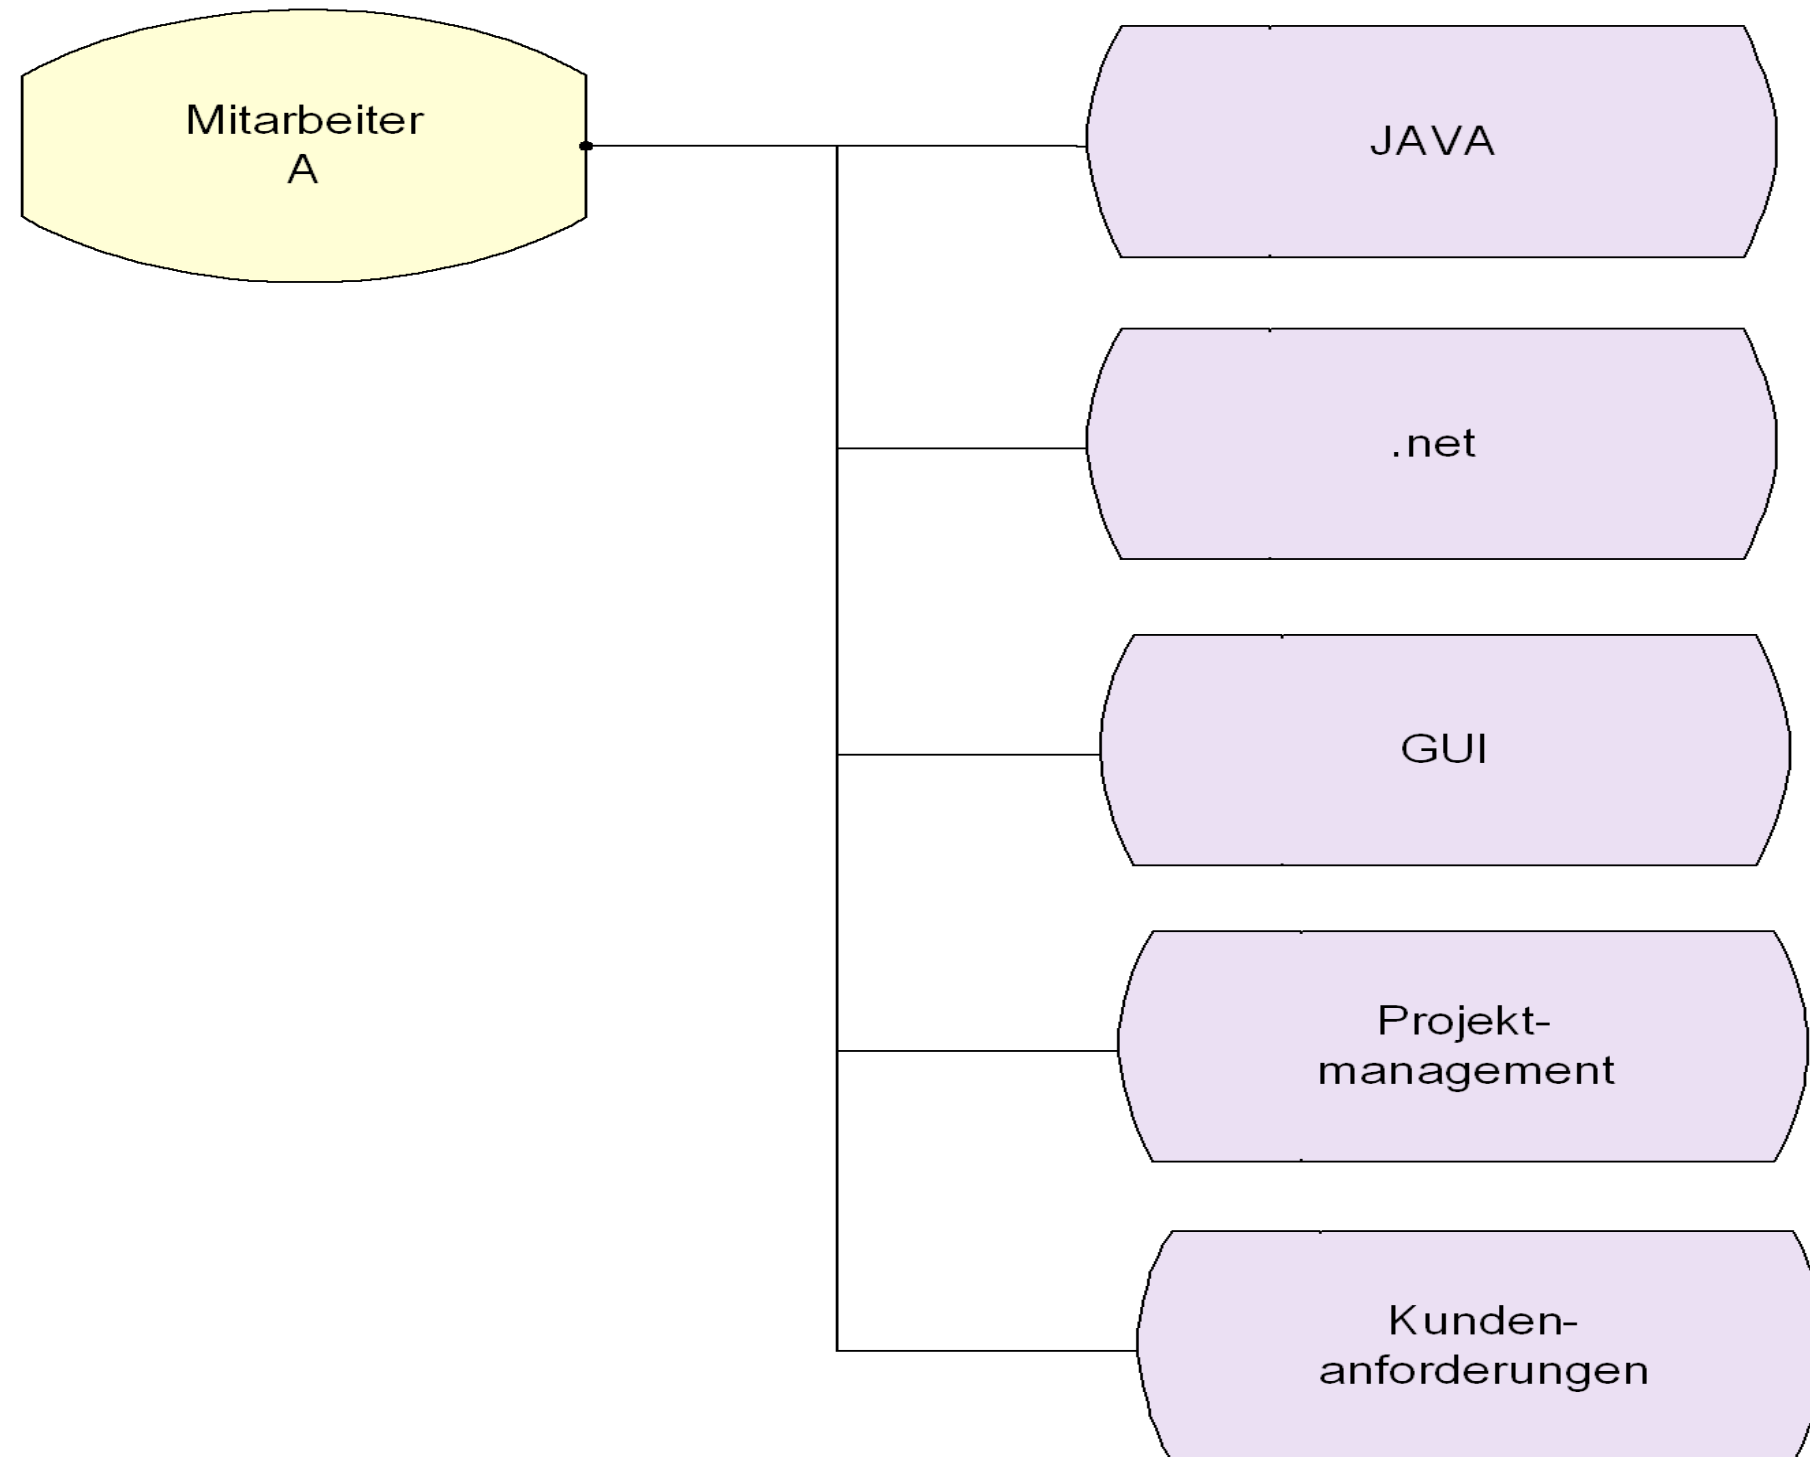 Mitarbeiter
A
JAVA
.net
GUI
Projekt-
management
Kunden-
anforderungen